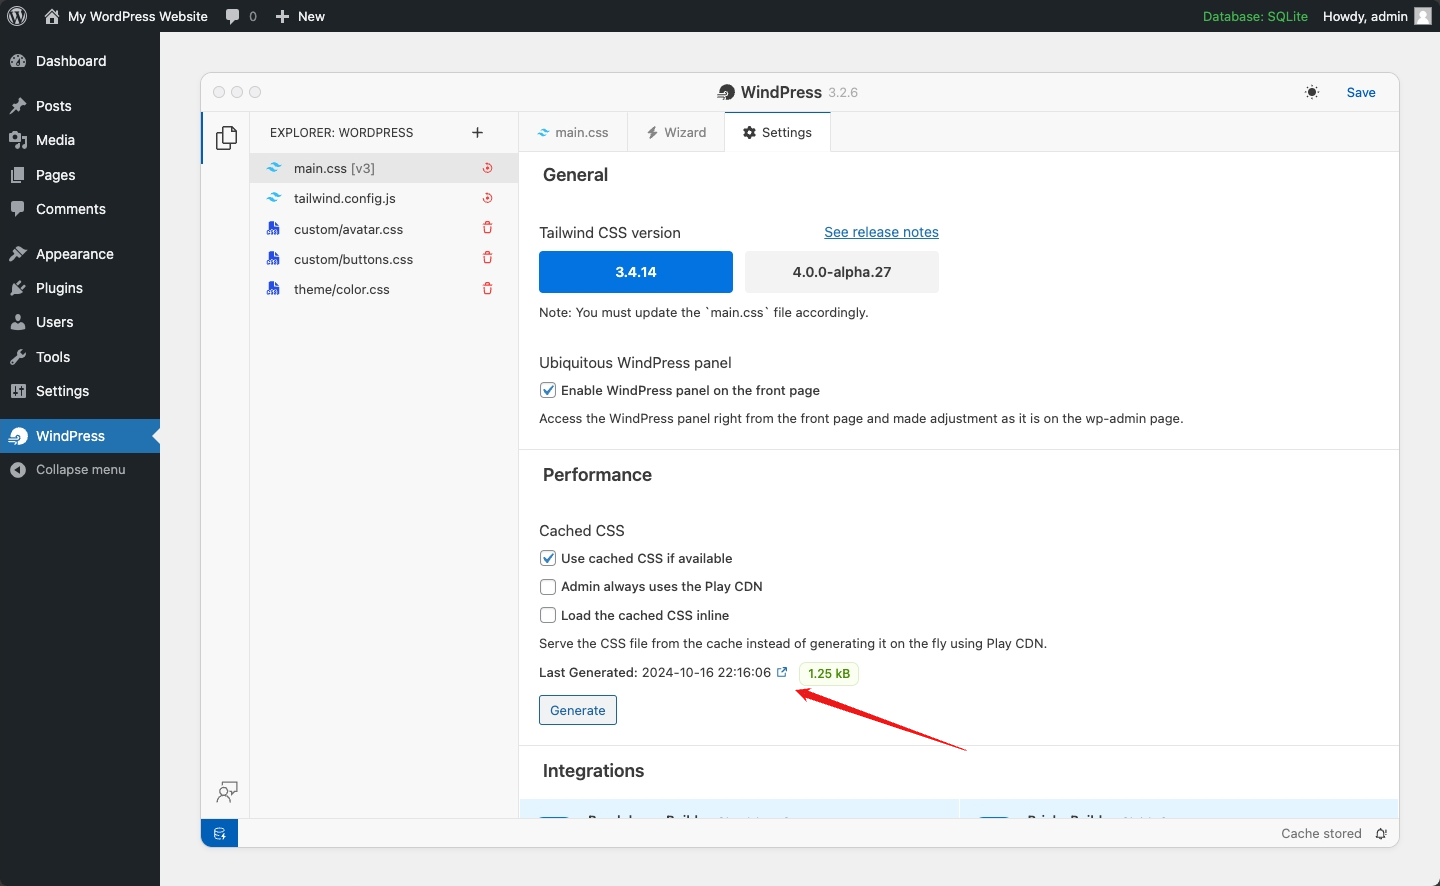 My WordPress Website
0
New
Database: SQLite
Howdy, admin
Dashboard
Posts
Media
Pages
Comments
Appearance
Plugins
Users
Tools
Settings
WindPress
Collapse menu
WindPress 3.2.6
Save
EXPLORER: WORDPRESS
main.css [v3]
tailwind.config.js
custom/avatar.css
custom/buttons.css
theme/color.css
main.css
Wizard
Settings
General
Tailwind CSS version
See release notes
3.4.14
4.0.0-alpha.27
Note: You must update the `main.css` file accordingly.
Ubiquitous WindPress panel
Enable WindPress panel on the front page
Access the WindPress panel right from the front page and made adjustment as it is on the wp-admin page.
Performance
Cached CSS
Use cached CSS if available
Admin always uses the Play CDN
Load the cached CSS inline
Serve the CSS file from the cache instead of generating it on the fly using Play CDN.
Last Generated: 2024-10-16 22:16:06
1.25 kB
Generate
Integrations
Cache stored